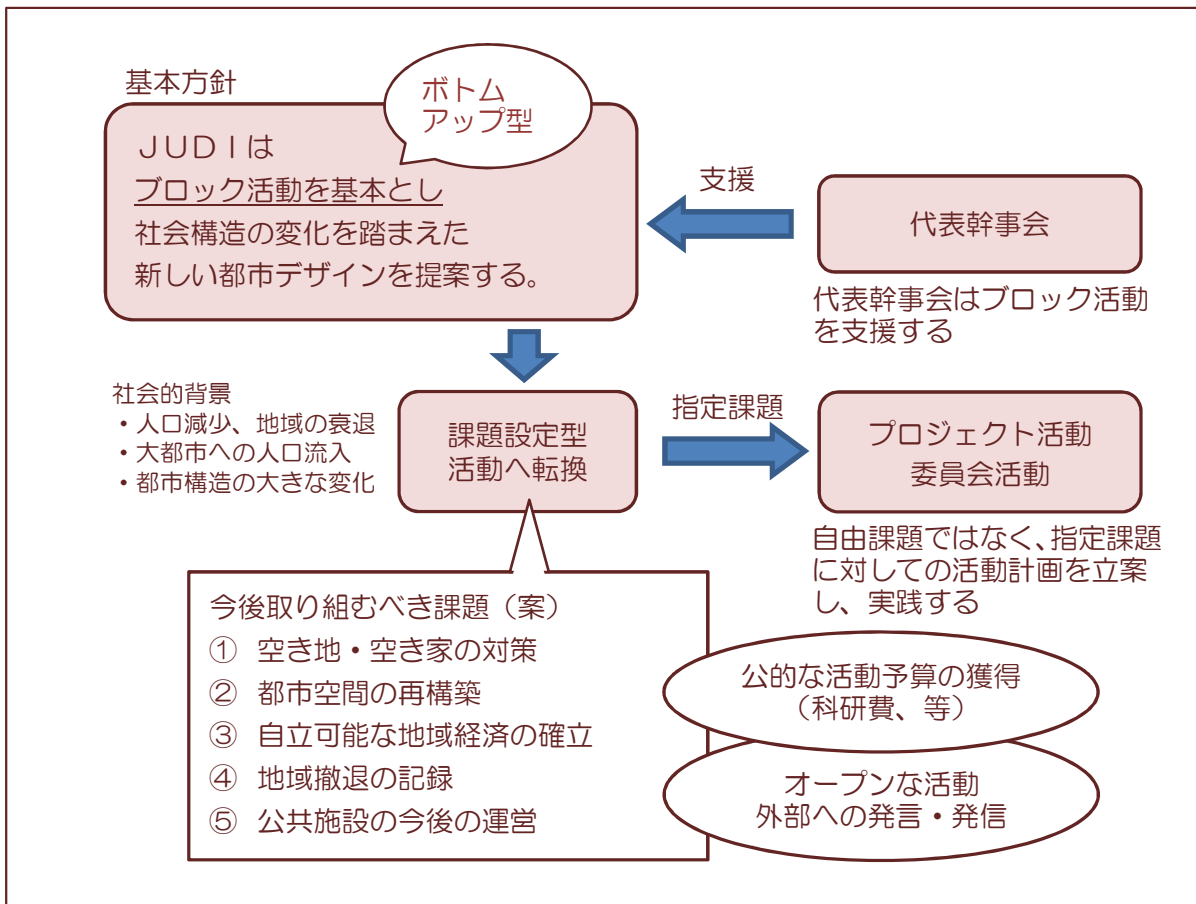 基本方針
ボトム
アップ型
ＪＵＤＩは
ブロック活動を基本とし
社会構造の変化を踏まえた
新しい都市デザインを提案する。
支援
代表幹事会
代表幹事会はブロック活動
を支援する
社会的背景
・人口減少、地域の衰退
・大都市への人口流入
・都市構造の大きな変化
課題設定型
活動へ転換
指定課題
プロジェクト活動
委員会活動
自由課題ではなく、指定課題
に対しての活動計画を立案
し、実践する
今後取り組むべき課題（案）
① 空き地・空き家の対策
② 都市空間の再構築
③ 自立可能な地域経済の確立
④ 地域撤退の記録
⑤ 公共施設の今後の運営
公的な活動予算の獲得
（科研費、等）
オープンな活動
外部への発言・発信